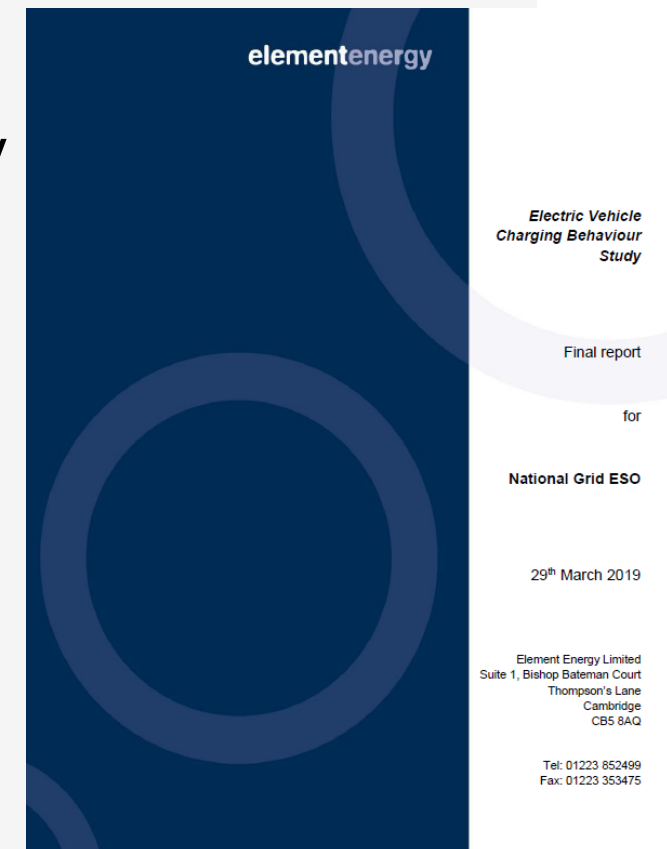 elementenergy
Electric Vehicle
Charging Behaviour
Study
Final report
for
National Grid ESO
29th March 2019
Element Energy Limited
Suite 1, Bishop Bateman Court
Thompson's Lane
Cambridge
CB5 8AQ
Tel: 01223 852499
Fax: 01223 353475